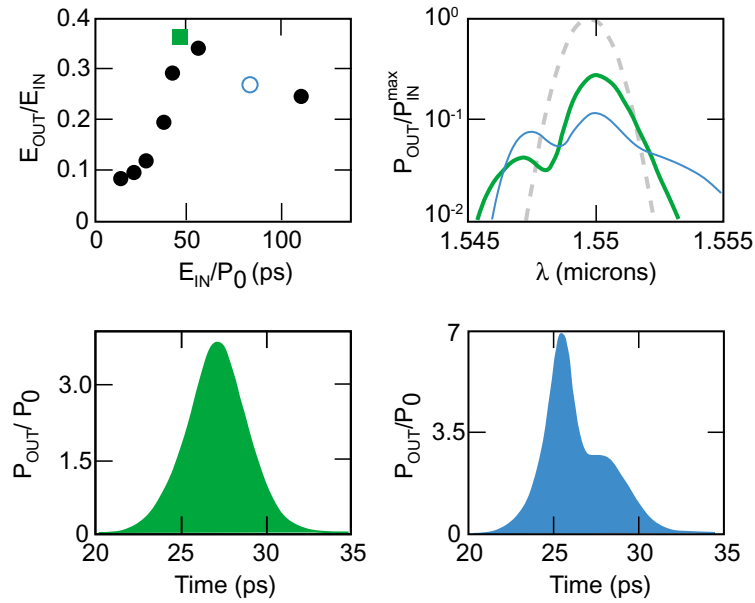 0.4
0.3
0.2
0.1
0
E_OUT/E_IN
0 50 100
E_IN/P_0 (ps)
10^0
10^-1
10^-2
P_OUT/P_IN^max
1.545 1.55 1.555
λ (microns)
3.0
1.5
0
P_OUT/ P_0
20 25 30 35
Time (ps)
7
3.5
0
P_OUT/P_0
20 25 30 35
Time (ps)